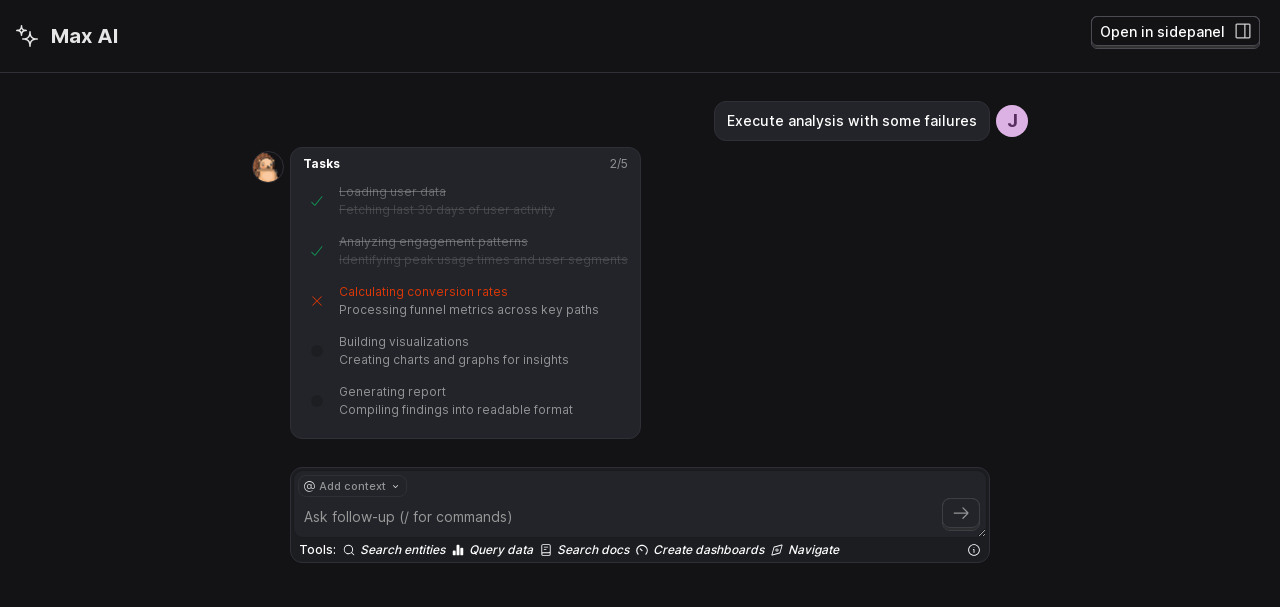 Max AI
Open in sidepanel
Execute analysis with some failures
J
Tasks 2/5
Loading user data
Fetching last 30 days of user activity
Analyzing engagement patterns
Identifying peak usage times and user segments
Calculating conversion rates
Processing funnel metrics across key paths
Building visualizations
Creating charts and graphs for insights
Generating report
Compiling findings into readable format
@ Add context
Ask follow-up (/ for commands)
Tools: Search entities Query data Search docs Create dashboards Navigate